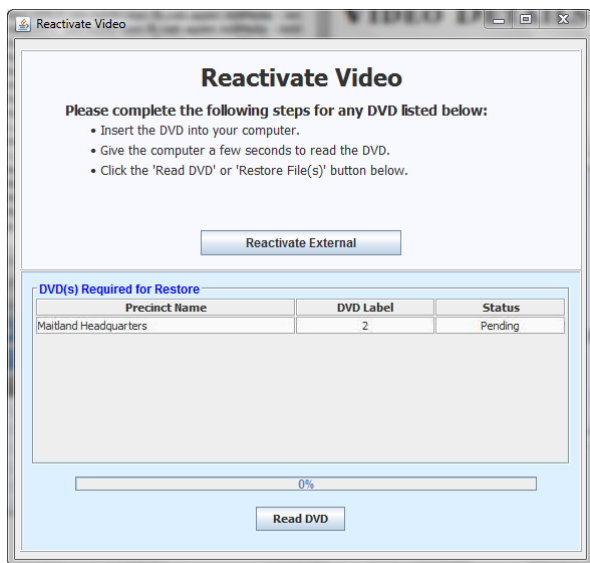 Reactivate Video
VIDEO DETAILS
Reactivate Video
Please complete the following steps for any DVD listed below:
• Insert the DVD into your computer.
• Give the computer a few seconds to read the DVD.
• Click the 'Read DVD' or 'Restore File(s)' button below.
Reactivate External
DVD(s) Required for Restore
Precinct Name DVD Label Status
Maitland Headquarters 2 Pending
0%
Read DVD